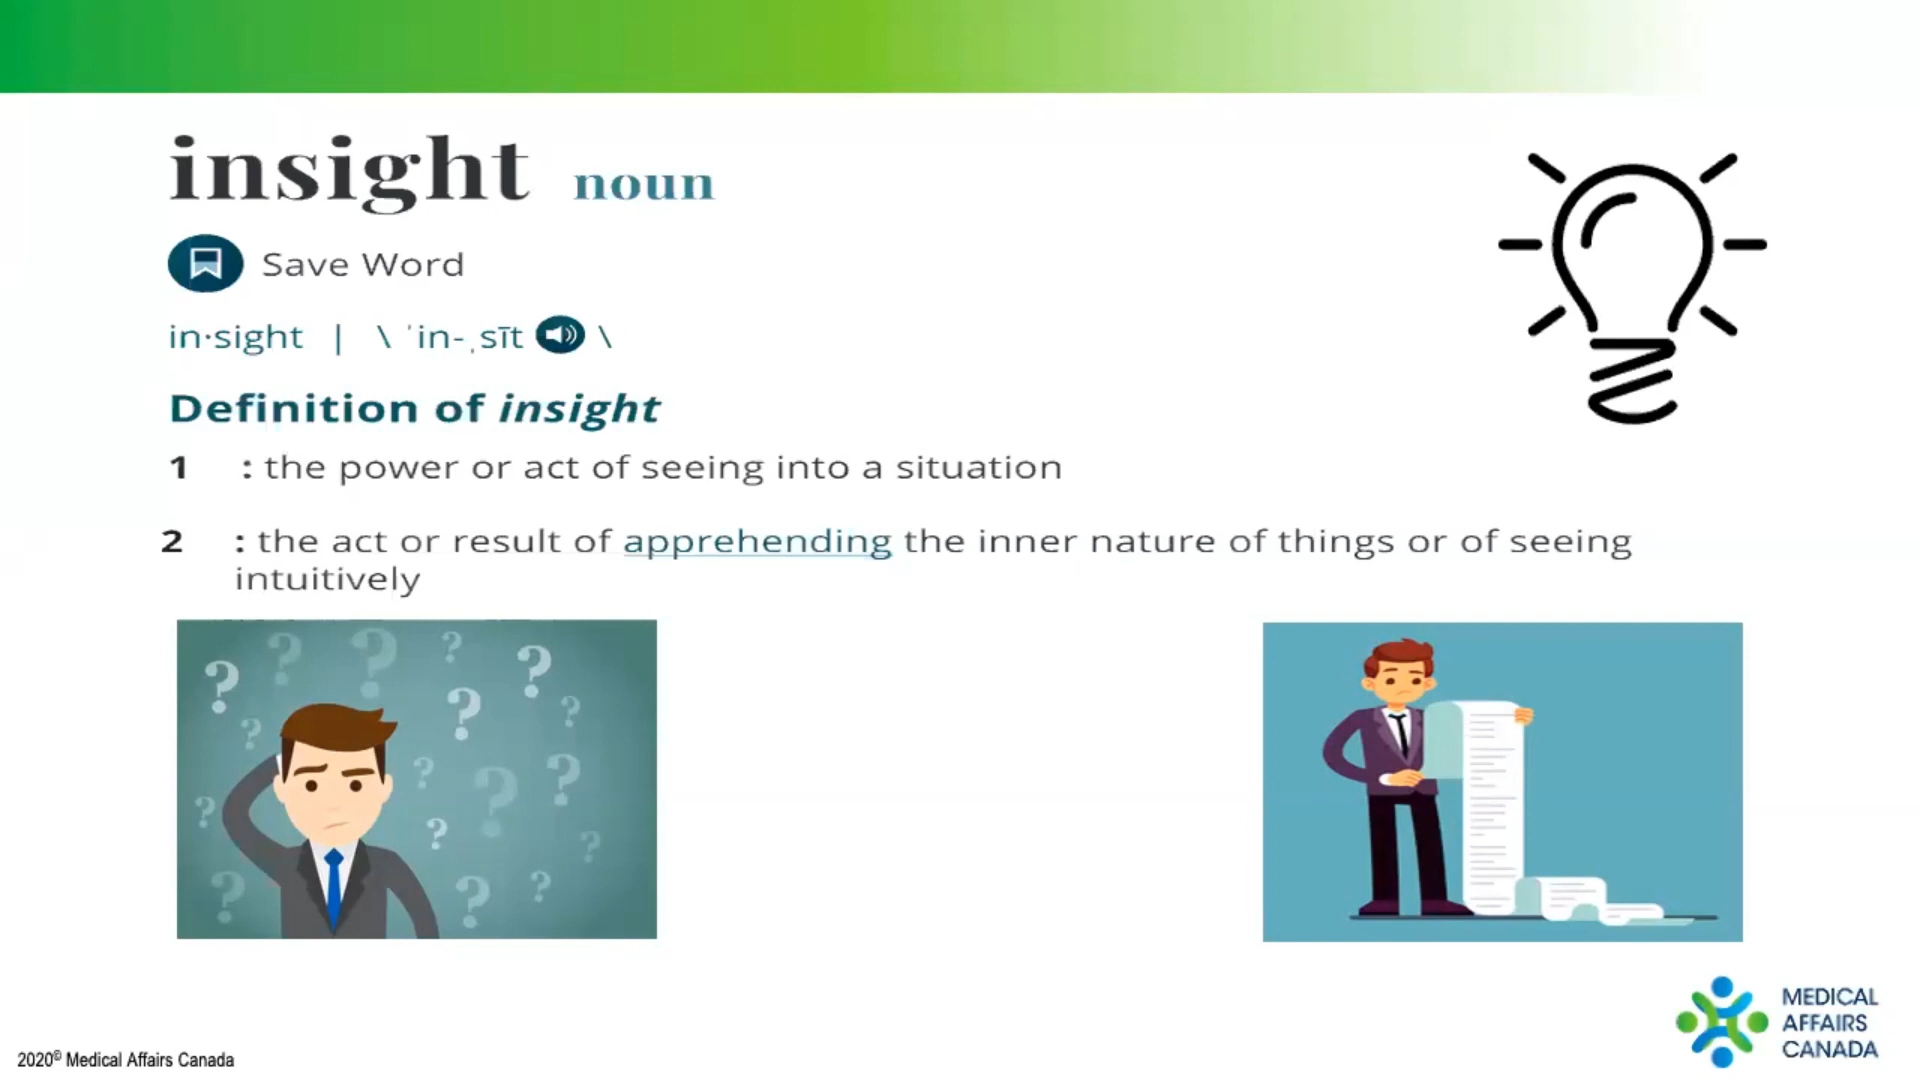 insight noun
Save Word
in·sight | \ ˈin-ˌsīt \
Definition of insight
1 : the power or act of seeing into a situation
2 : the act or result of apprehending the inner nature of things or of seeing
intuitively
? ? ? ? ? ? ? ? ? ? ? ? ? ? ? ? ? ?
MEDICAL
AFFAIRS
CANADA
2020© Medical Affairs Canada